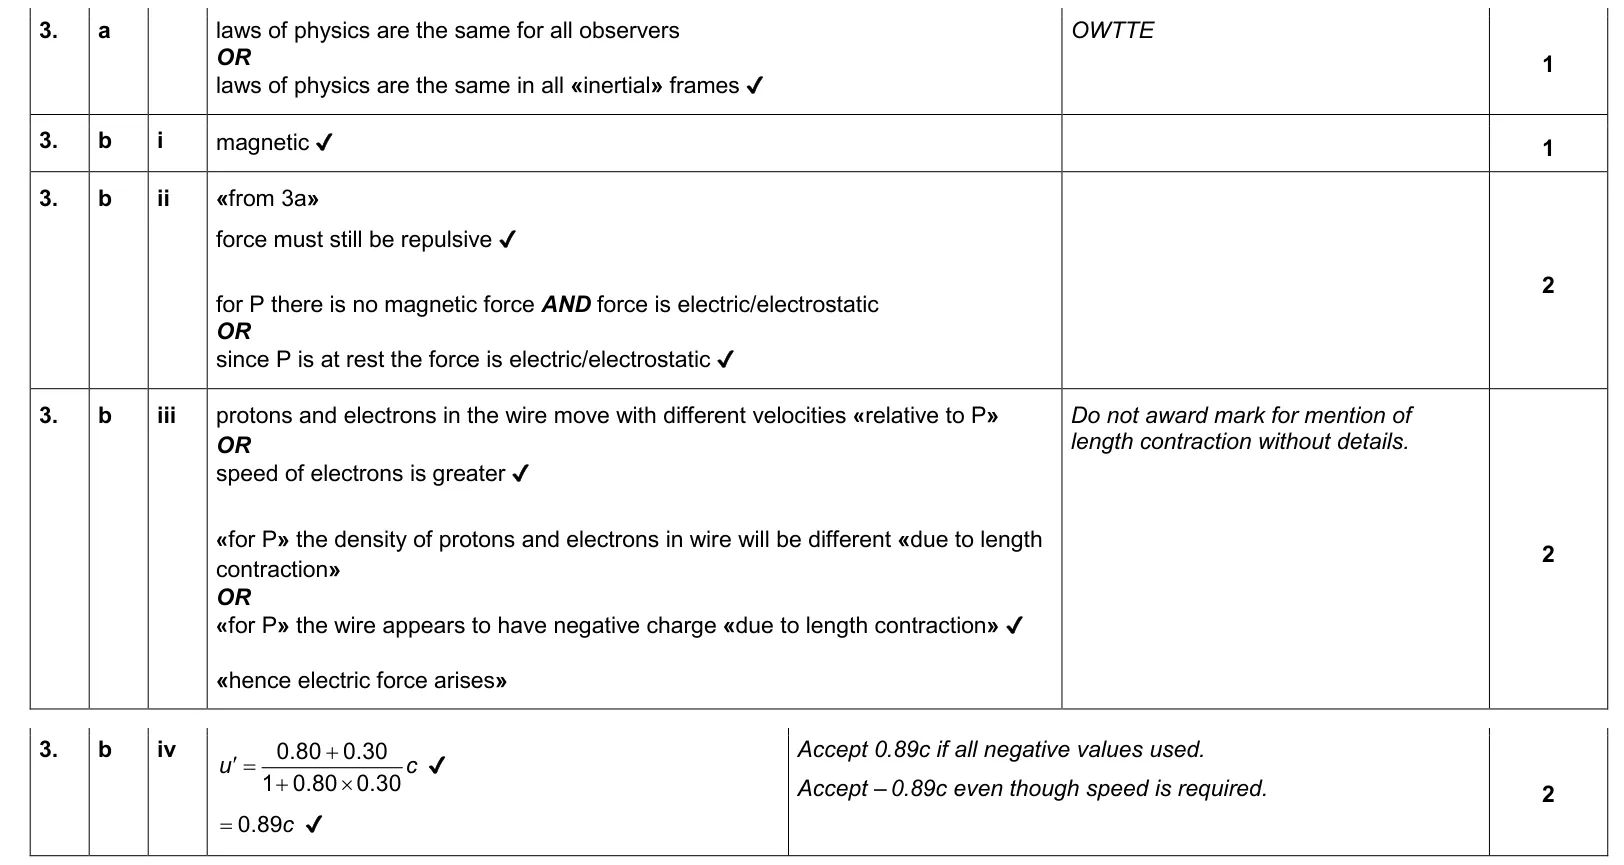 3. a laws of physics are the same for all observers OWTTE
OR
laws of physics are the same in all «inertial» frames ✔ 1
3. b i magnetic ✔ 1
3. b ii «from 3a»
force must still be repulsive ✔
2
for P there is no magnetic force AND force is electric/electrostatic
OR
since P is at rest the force is electric/electrostatic ✔
3. b iii protons and electrons in the wire move with different velocities «relative to P» Do not award mark for mention of
OR length contraction without details.
speed of electrons is greater ✔
«for P» the density of protons and electrons in wire will be different «due to length
contraction» 2
OR
«for P» the wire appears to have negative charge «due to length contraction» ✔
«hence electric force arises»
3. b iv u′ = (0.80 + 0.30)/(1 + 0.80 × 0.30) c ✔ Accept 0.89c if all negative values used.
Accept – 0.89c even though speed is required. 2
= 0.89c ✔